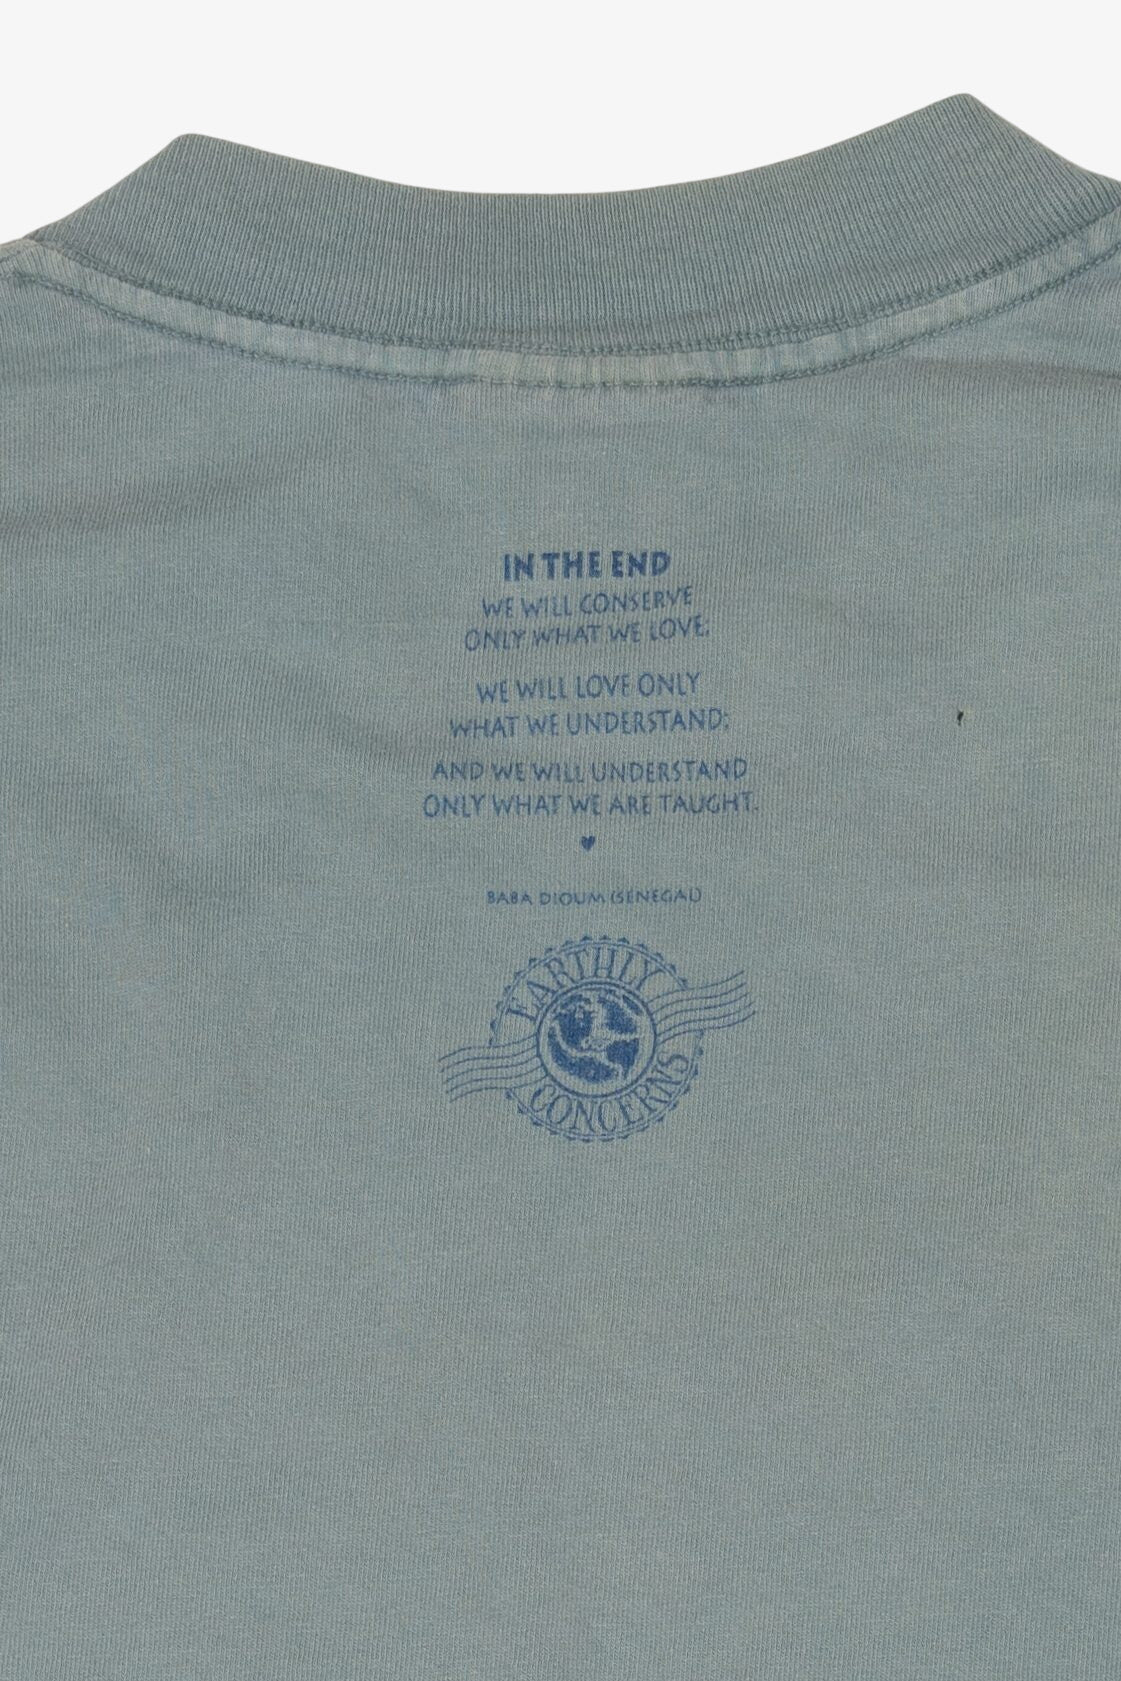 IN THE END
WE WILL CONSERVE
ONLY WHAT WE LOVE;
WE WILL LOVE ONLY
WHAT WE UNDERSTAND;
AND WE WILL UNDERSTAND
ONLY WHAT WE ARE TAUGHT.
BABA DIOUM (SENEGAL)
EARTHLY
CONCERNS